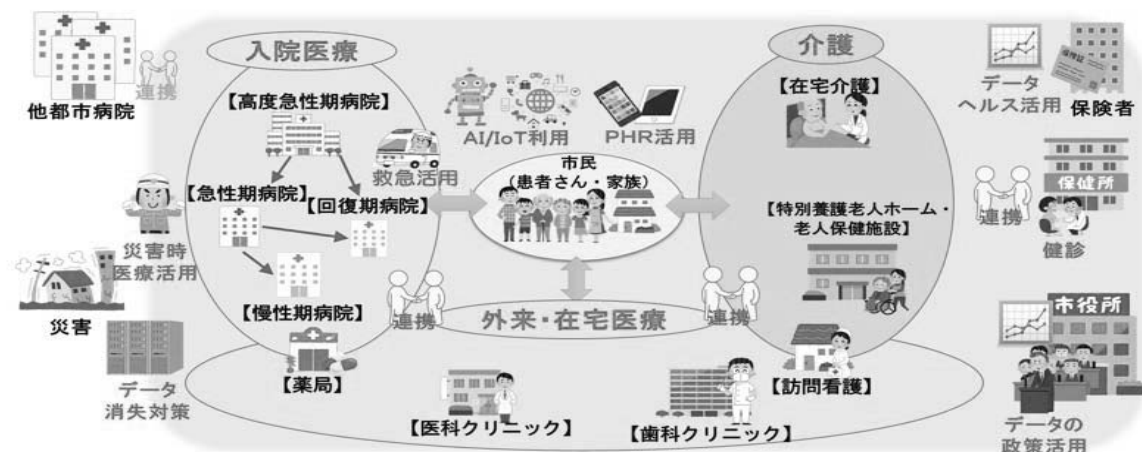 入院医療
介護
他都市病院
連携
【高度急性期病院】
【急性期病院】
【回復期病院】
【慢性期病院】
救急活用
AI/IoT利用
PHR活用
市民
(患者さん・家族)
【在宅介護】
【特別養護老人ホーム・
老人保健施設】
データ
ヘルス活用
保険者
保険証
連携
保健所
健診
災害時
医療活用
災害
データ
消失対策
連携
外来・在宅医療
連携
【薬局】
【医科クリニック】
【歯科クリニック】
【訪問看護】
市役所
データの
政策活用